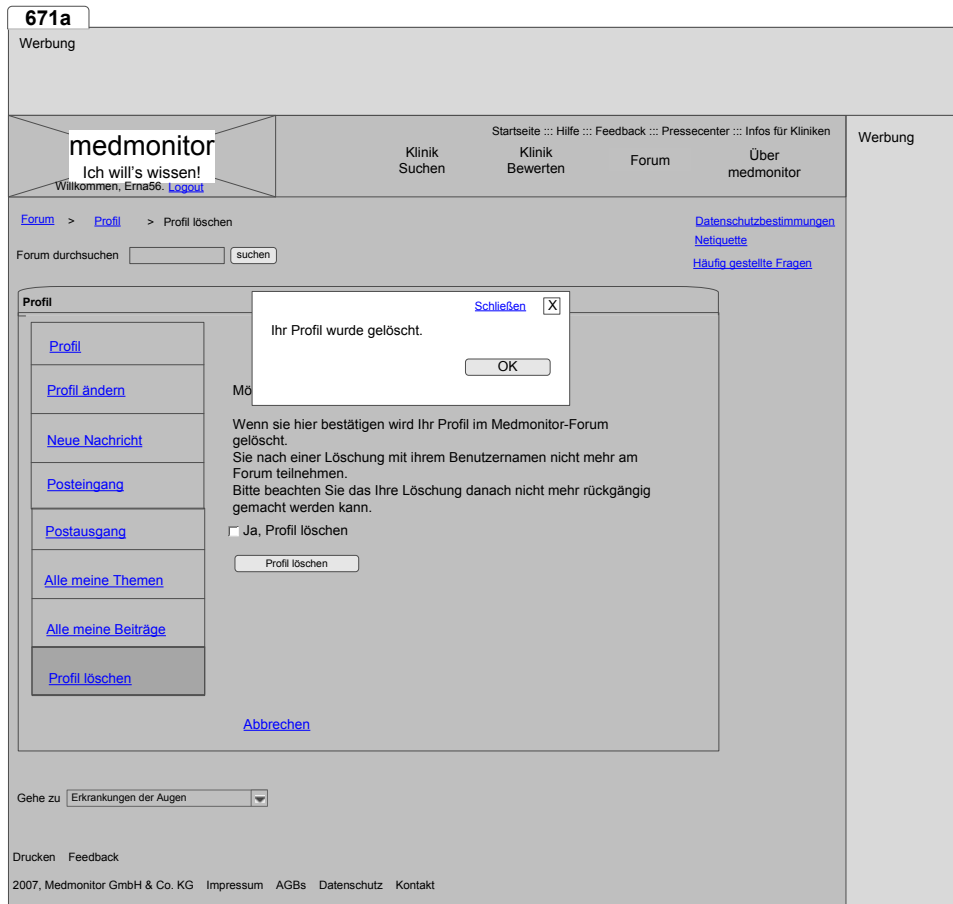 671a
Werbung
Startseite ::: Hilfe ::: Feedback ::: Pressecenter ::: Infos für Kliniken
Werbung
medmonitor
Ich will's wissen!
Willkommen, Erna56. Logout
Klinik
Suchen
Klinik
Bewerten
Forum
Über
medmonitor
Forum > Profil > Profil löschen
Datenschutzbestimmungen
Netiquette
Häufig gestellte Fragen
Forum durchsuchen
suchen
Profil
Schließen X
Ihr Profil wurde gelöscht.
OK
Profil
Profil ändern
Neue Nachricht
Posteingang
Postausgang
Alle meine Themen
Alle meine Beiträge
Profil löschen
Mö
Wenn sie hier bestätigen wird Ihr Profil im Medmonitor-Forum
gelöscht.
Sie nach einer Löschung mit ihrem Benutzernamen nicht mehr am
Forum teilnehmen.
Bitte beachten Sie das Ihre Löschung danach nicht mehr rückgängig
gemacht werden kann.
Ja, Profil löschen
Profil löschen
Abbrechen
Gehe zu Erkrankungen der Augen
Drucken Feedback
2007, Medmonitor GmbH & Co. KG Impressum AGBs Datenschutz Kontakt